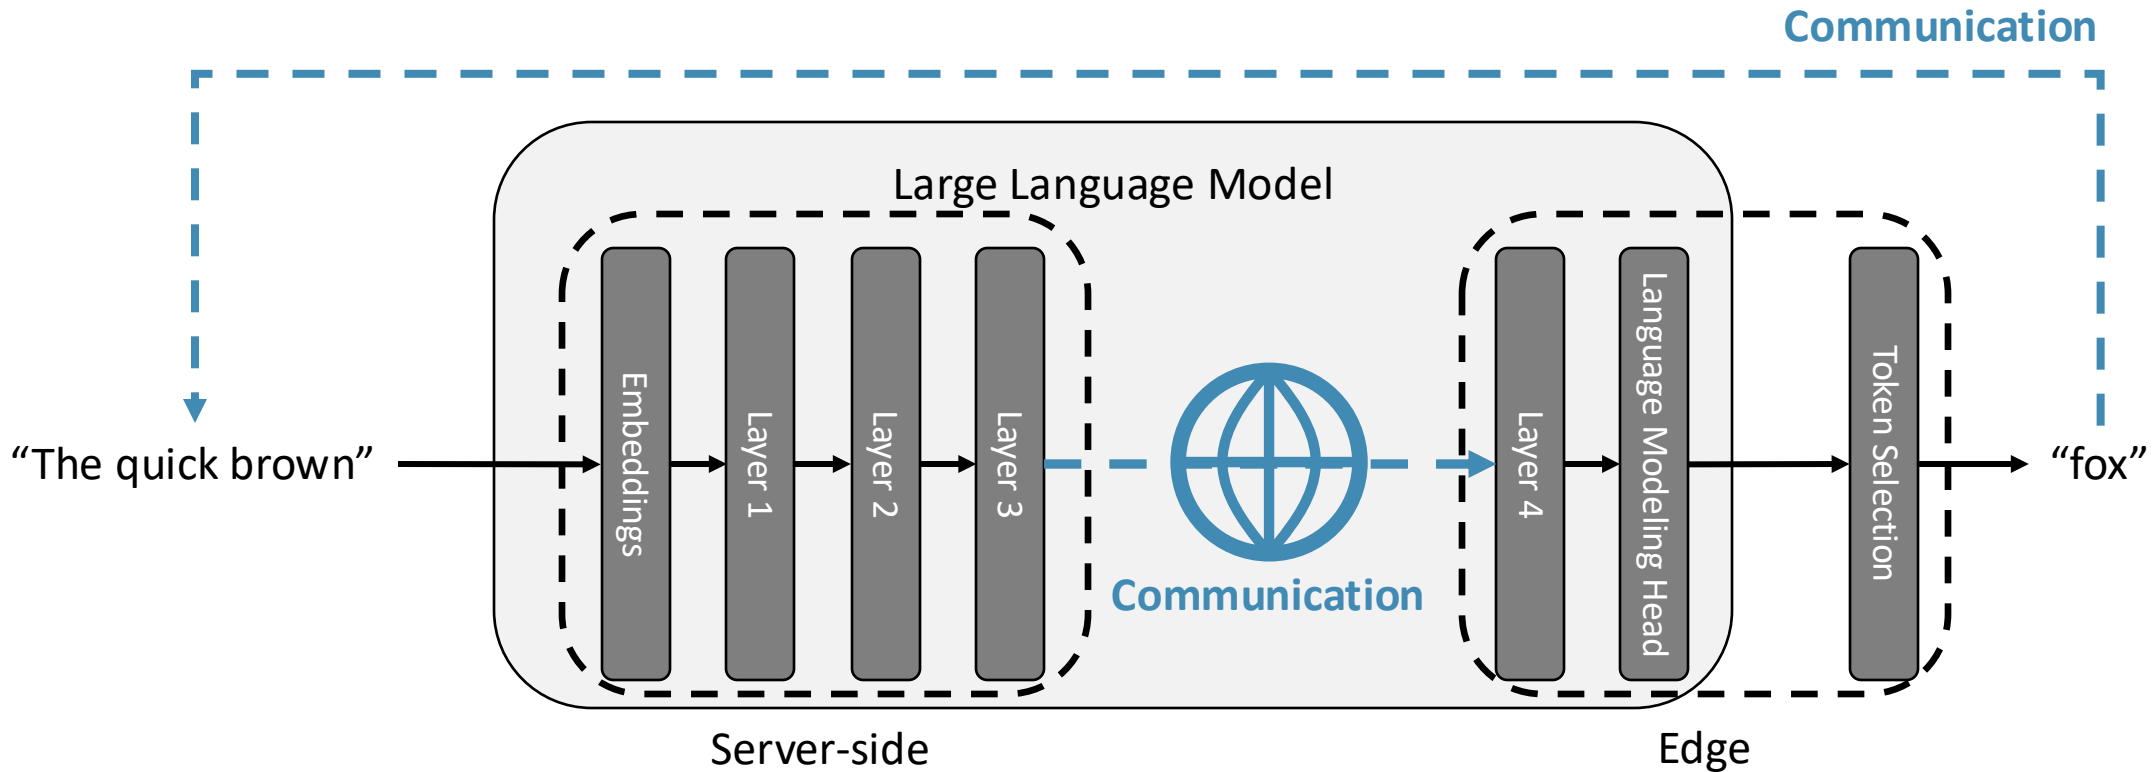 Communication
Large Language Model
“The quick brown”
Embeddings
Layer 1
Layer 2
Layer 3
Communication
Layer 4
Language Modeling Head
Token Selection
“fox”
Server-side
Edge